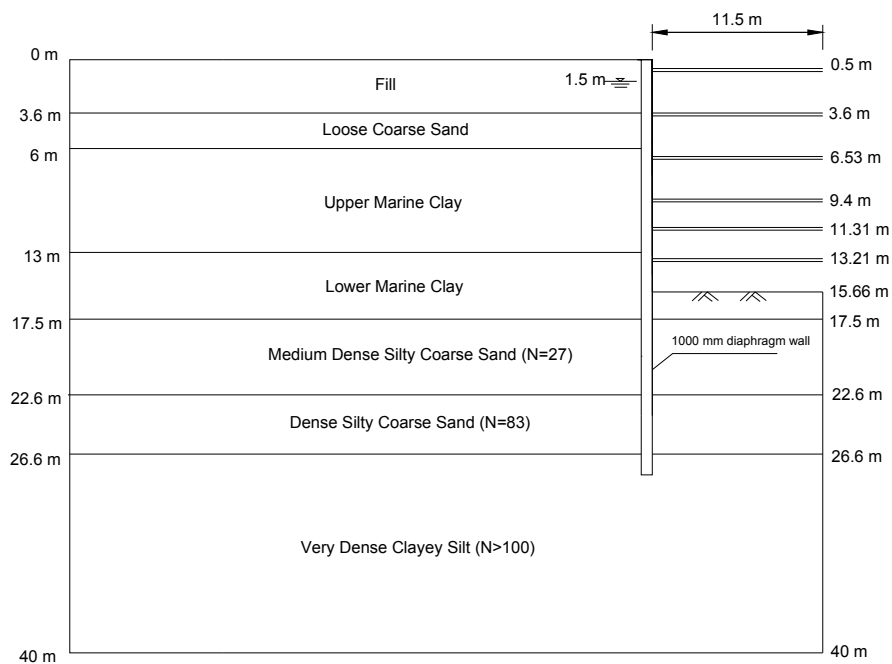 11.5 m
0 m
0.5 m
1.5 m
Fill
3.6 m
3.6 m
Loose Coarse Sand
6 m
6.53 m
Upper Marine Clay
9.4 m
11.31 m
13 m
13.21 m
Lower Marine Clay
15.66 m
17.5 m
17.5 m
1000 mm diaphragm wall
Medium Dense Silty Coarse Sand (N=27)
22.6 m
22.6 m
Dense Silty Coarse Sand (N=83)
26.6 m
26.6 m
Very Dense Clayey Silt (N>100)
40 m
40 m